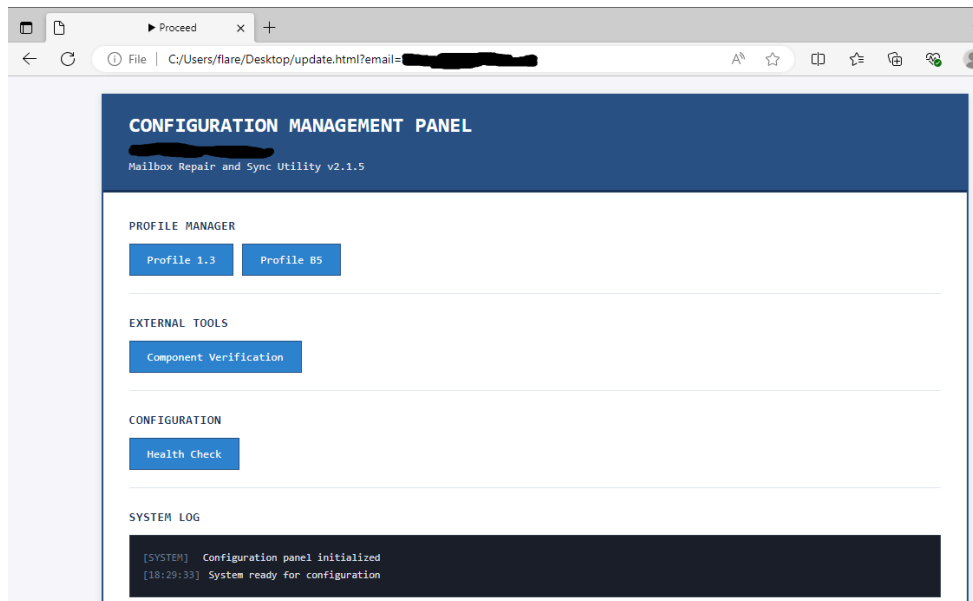 Proceed
File | C:/Users/flare/Desktop/update.html?email=
CONFIGURATION MANAGEMENT PANEL
Mailbox Repair and Sync Utility v2.1.5
PROFILE MANAGER
Profile 1.3 Profile B5
EXTERNAL TOOLS
Component Verification
CONFIGURATION
Health Check
SYSTEM LOG
[SYSTEM] Configuration panel initialized
[18:29:33] System ready for configuration